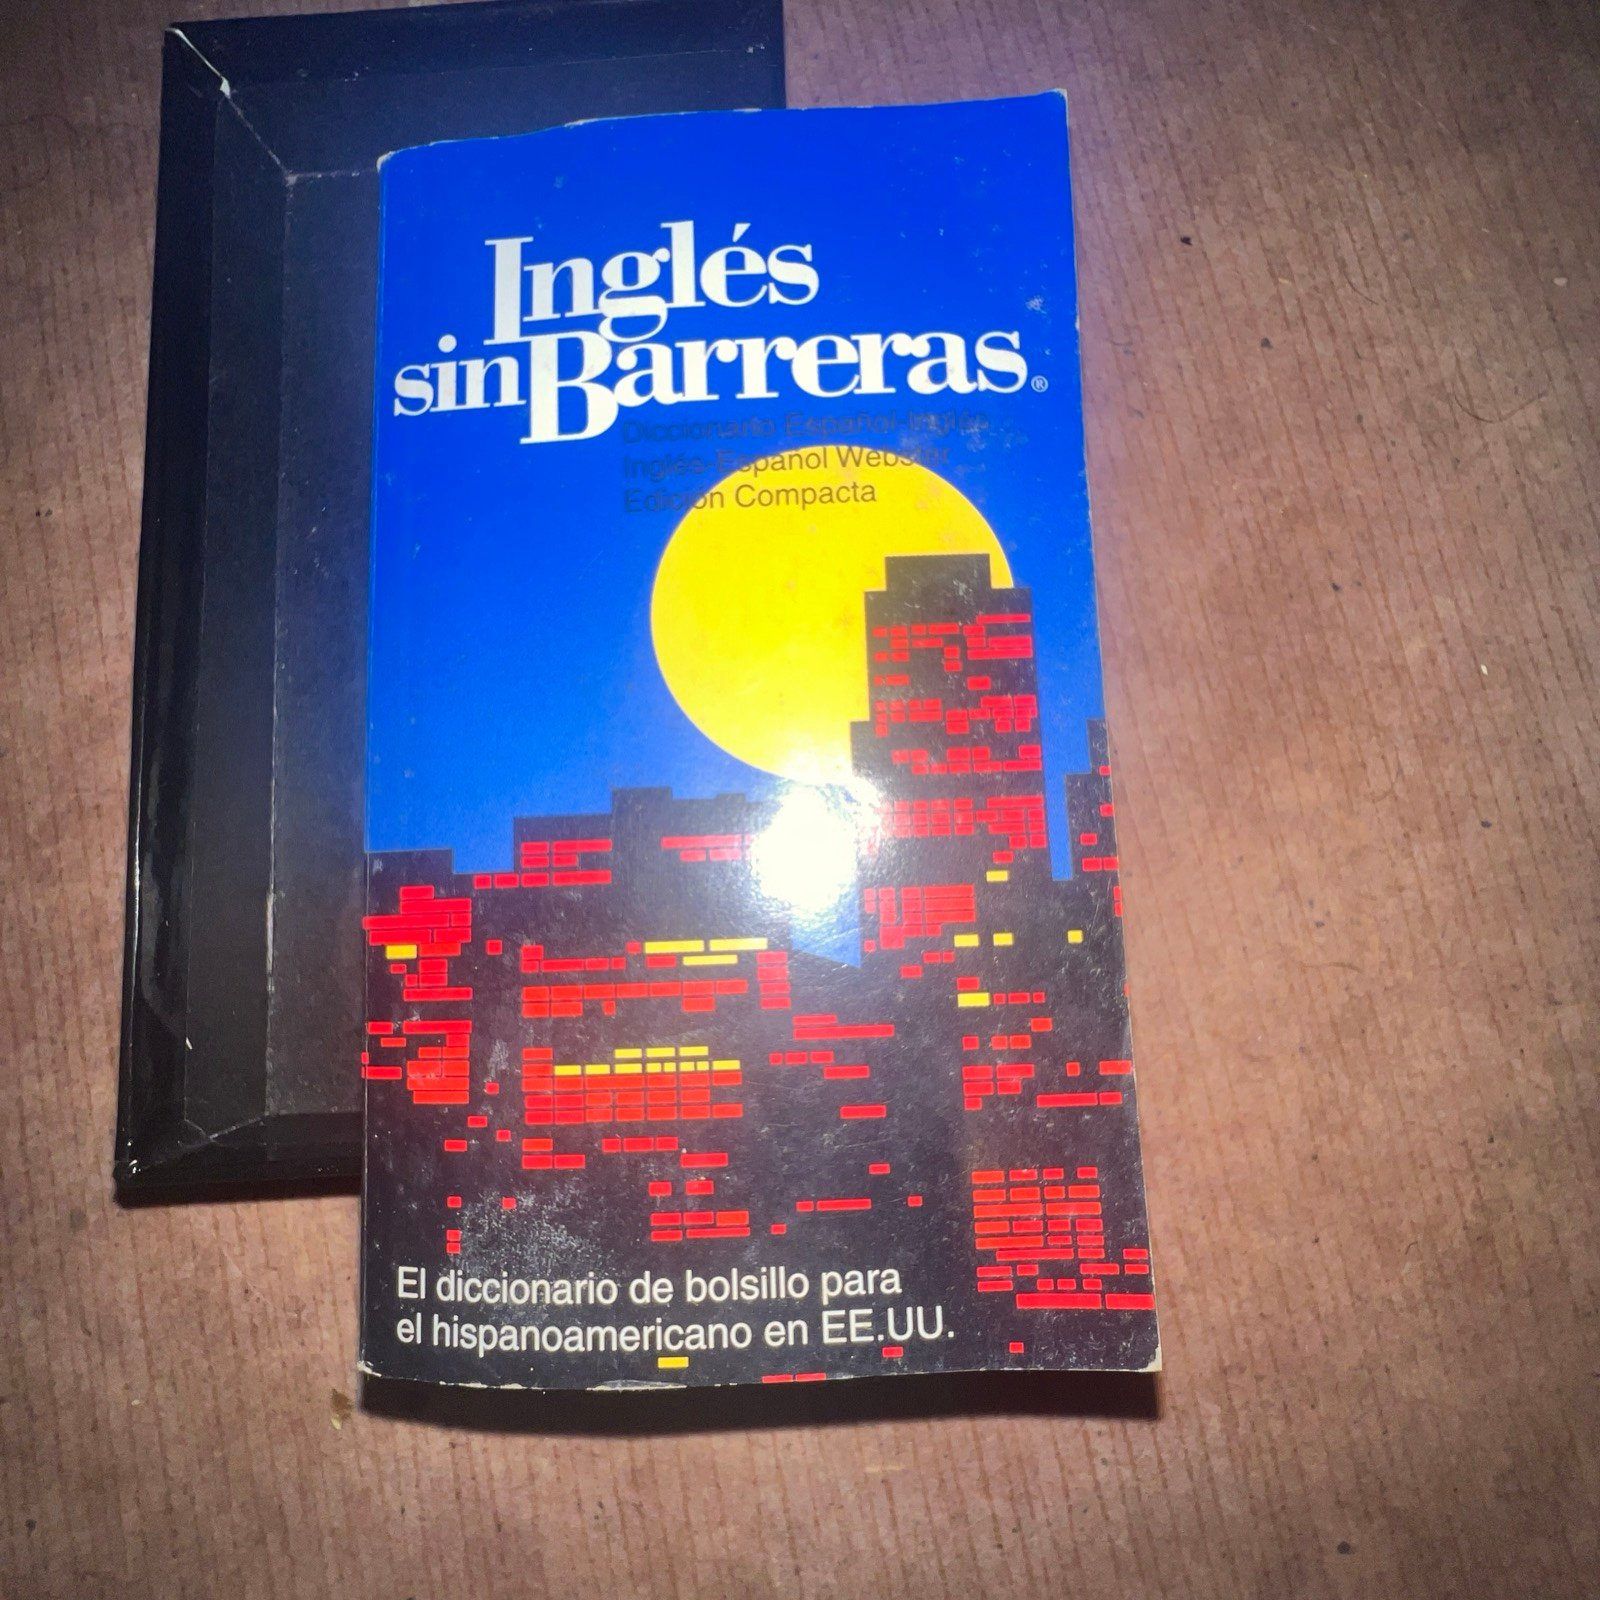 Inglés
sin Barreras®
Diccionario Español-Inglés
Inglés-Español Webster
Edición Compacta
El diccionario de bolsillo para
el hispanoamericano en EE.UU.